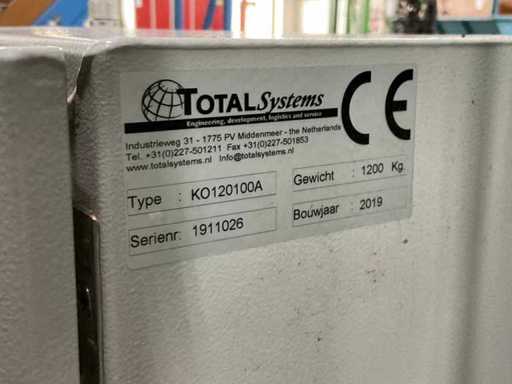 TOTAL Systems
Engineering, development, logistics and service
CE
Industrieweg 31 - 1775 PV Middenmeer - the Netherlands
Tel. +31(0)227-501211 Fax +31(0)227-501853
www.totalsystems.nl Info@totalsystems.nl
Type : KO120100A
Gewicht : 1200 Kg
Serienr: 1911026
Bouwjaar : 2019